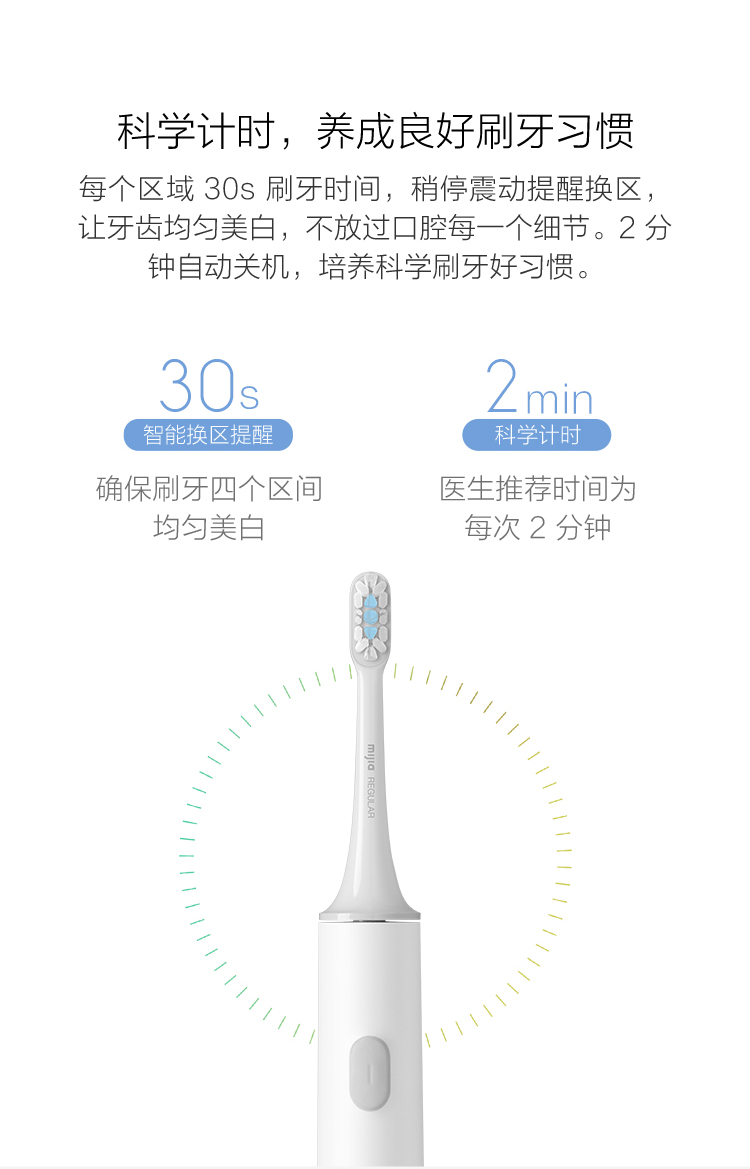 科学计时，养成良好刷牙习惯
每个区域 30s 刷牙时间，稍停震动提醒换区，
让牙齿均匀美白，不放过口腔每一个细节。2 分
钟自动关机，培养科学刷牙好习惯。
30s
智能换区提醒
确保刷牙四个区间
均匀美白
2min
科学计时
医生推荐时间为
每次 2 分钟
mijia REGULAR